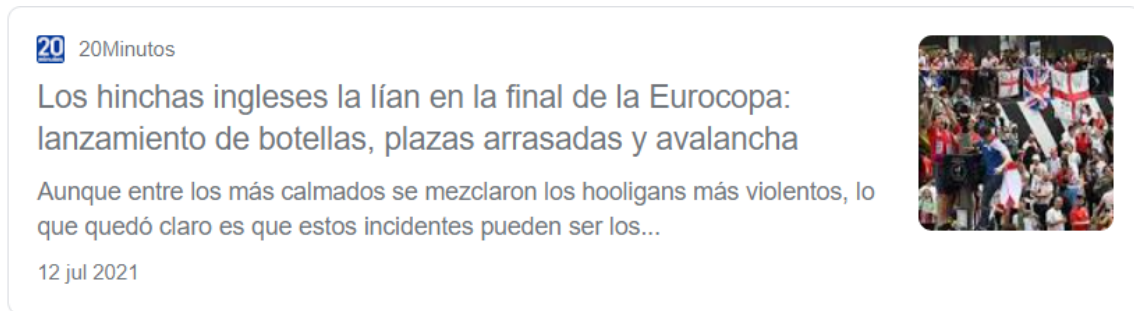 20 minutos
20Minutos
Los hinchas ingleses la lían en la final de la Eurocopa:
lanzamiento de botellas, plazas arrasadas y avalancha
Aunque entre los más calmados se mezclaron los hooligans más violentos, lo
que quedó claro es que estos incidentes pueden ser los...
12 jul 2021